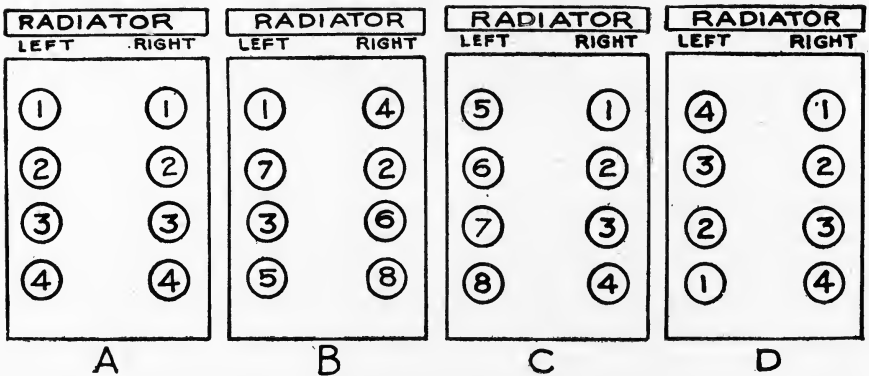 RADIATOR RADIATOR RADIATOR RADIATOR
LEFT RIGHT LEFT RIGHT LEFT RIGHT LEFT RIGHT
1 1 1 4 5 1 4 1
2 2 7 2 6 2 3 2
3 3 3 6 7 3 2 3
4 4 5 8 8 4 1 4
A B C D